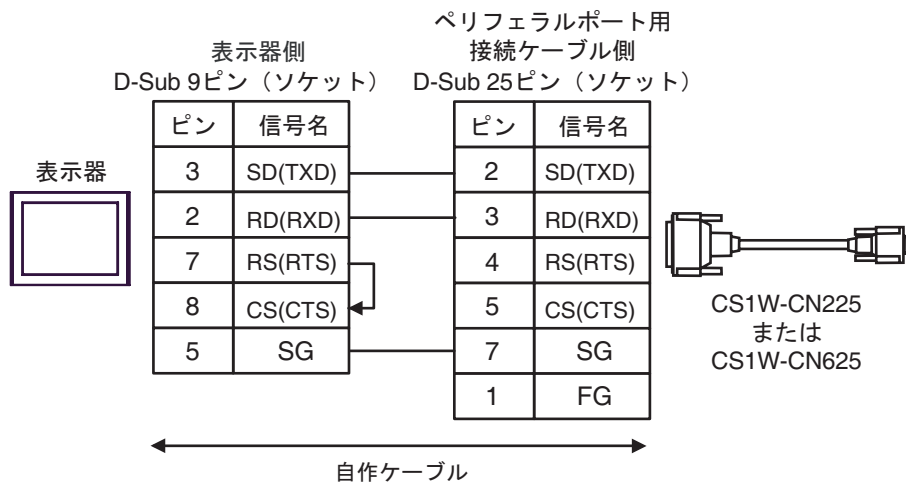 表示器側
D-Sub 9ピン（ソケット）
ペリフェラルポート用
接続ケーブル側
D-Sub 25ピン（ソケット）
表示器
ピン 信号名
3 SD(TXD)
2 RD(RXD)
7 RS(RTS)
8 CS(CTS)
5 SG
ピン 信号名
2 SD(TXD)
3 RD(RXD)
4 RS(RTS)
5 CS(CTS)
7 SG
1 FG
CS1W-CN225
または
CS1W-CN625
自作ケーブル